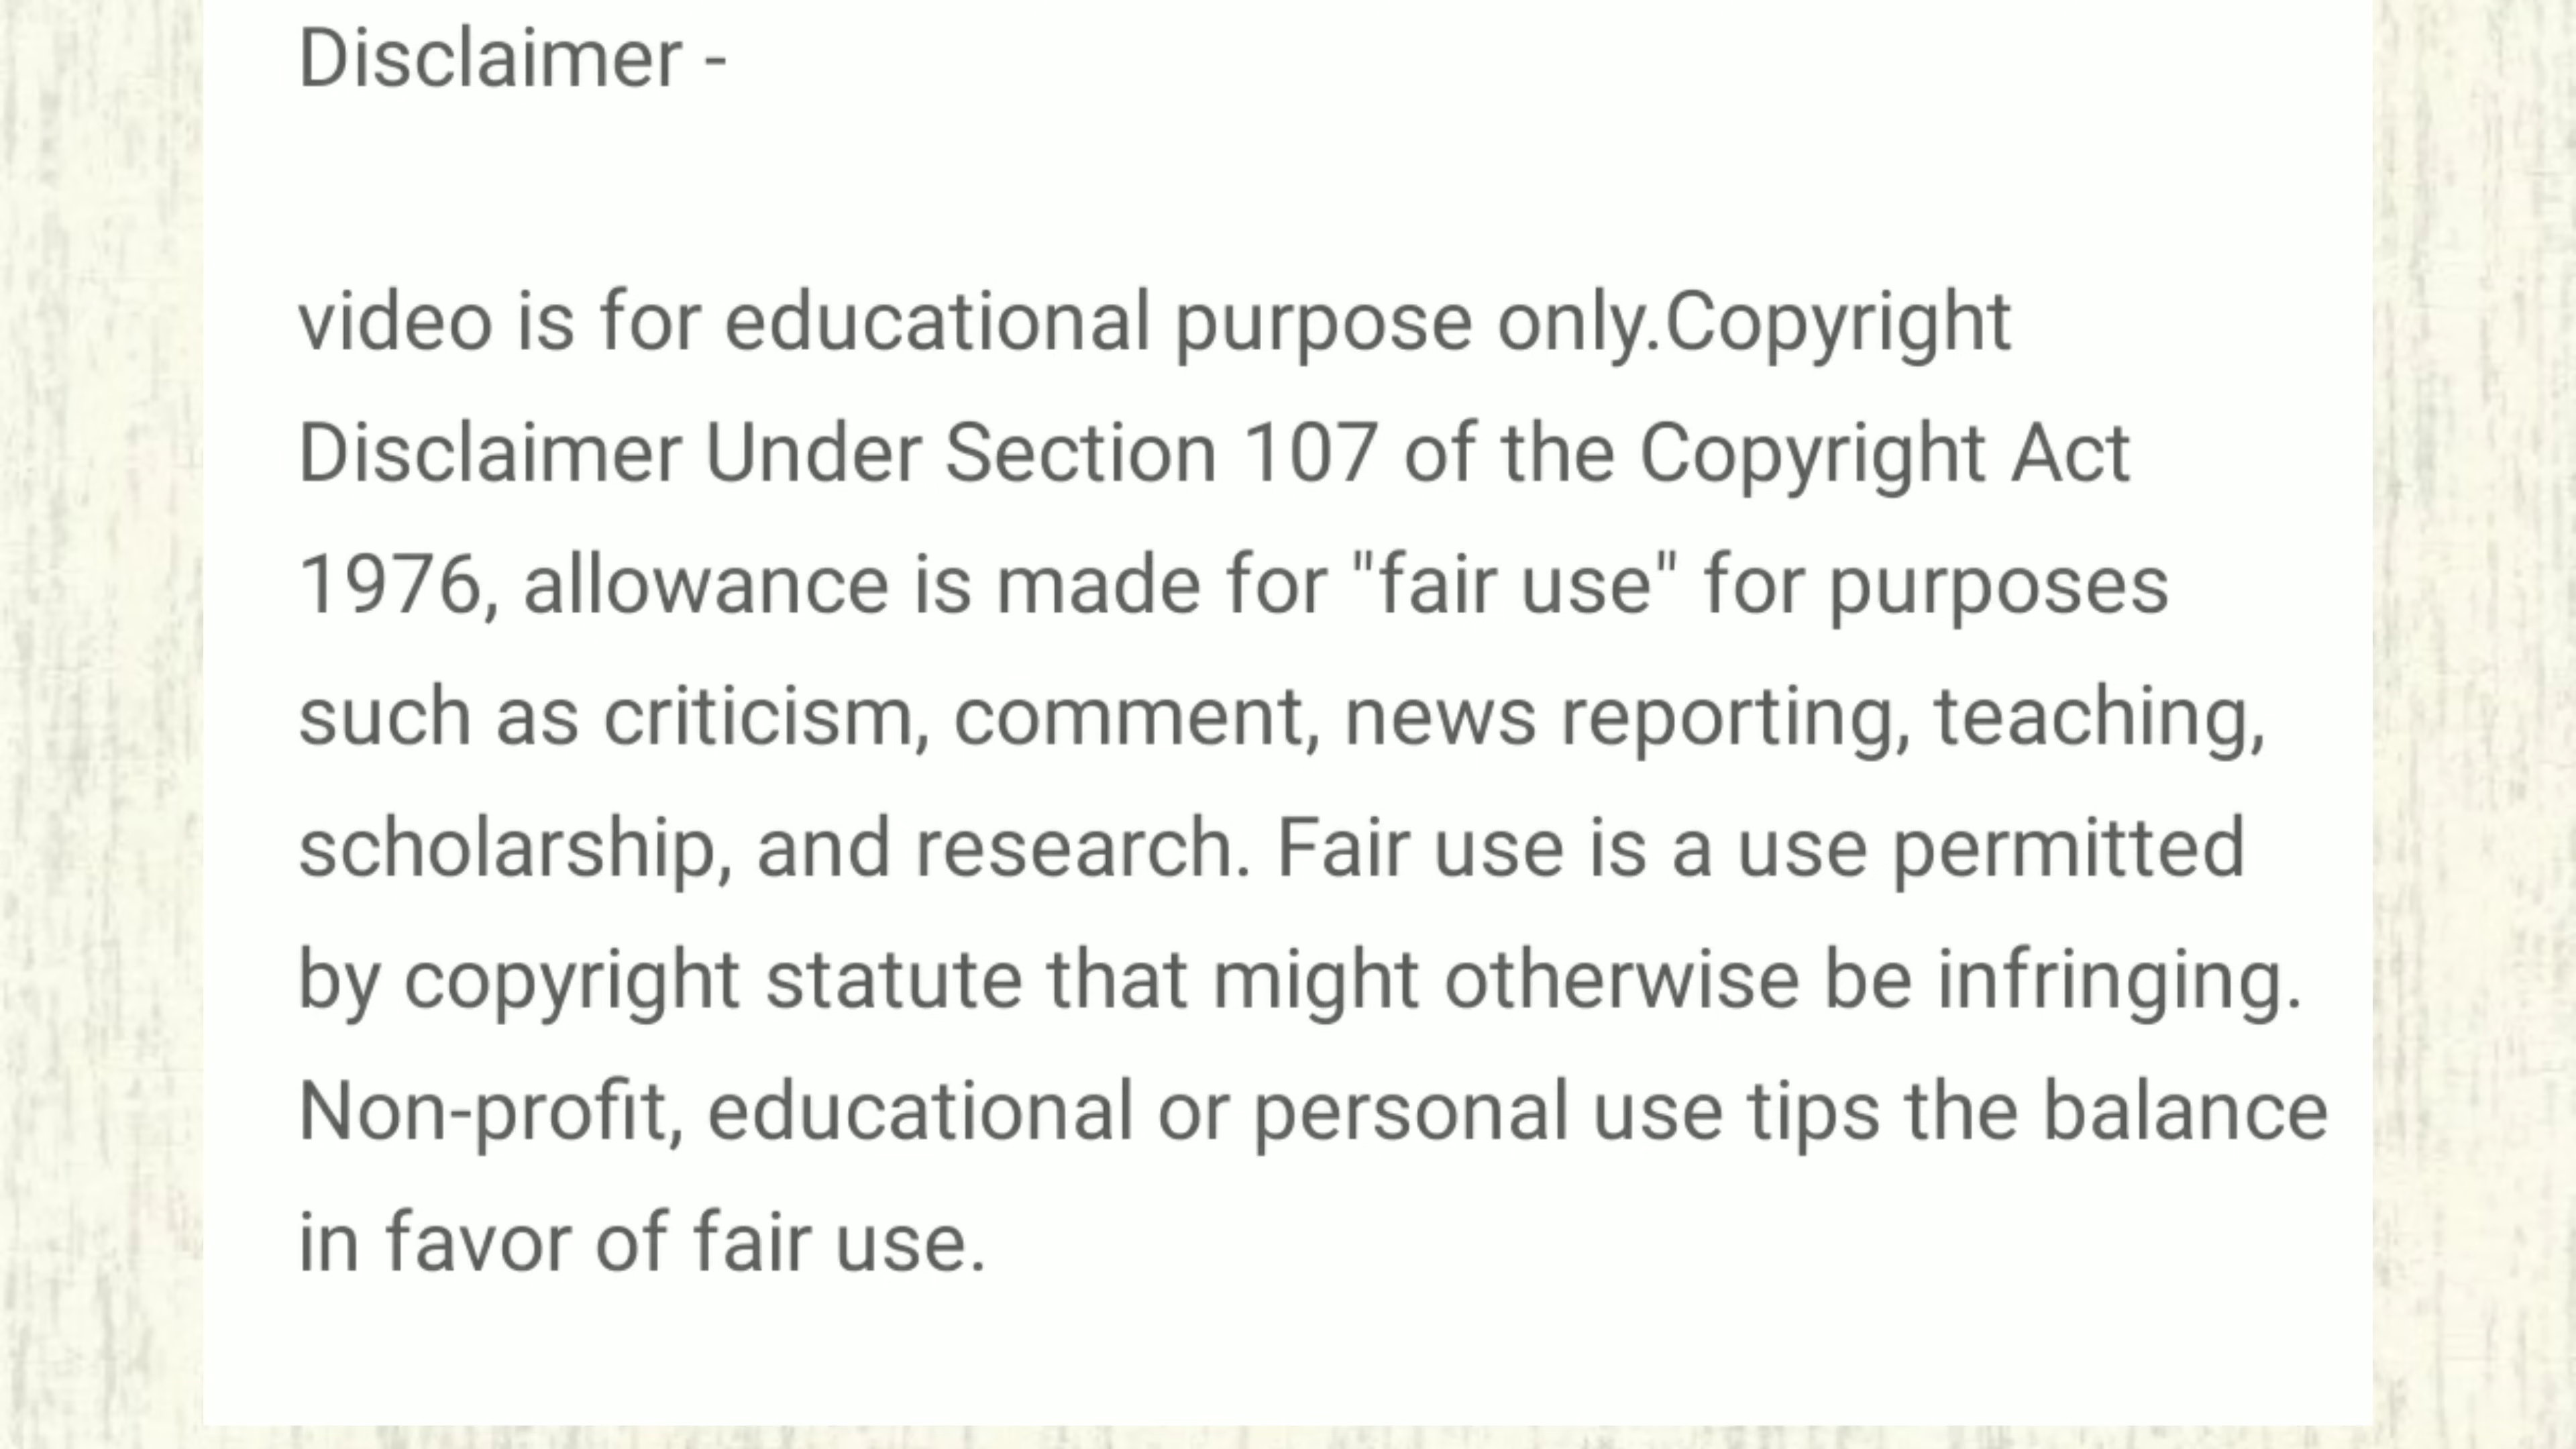 Disclaimer -
video is for educational purpose only.Copyright
Disclaimer Under Section 107 of the Copyright Act
1976, allowance is made for "fair use" for purposes
such as criticism, comment, news reporting, teaching,
scholarship, and research. Fair use is a use permitted
by copyright statute that might otherwise be infringing.
Non-profit, educational or personal use tips the balance
in favor of fair use.